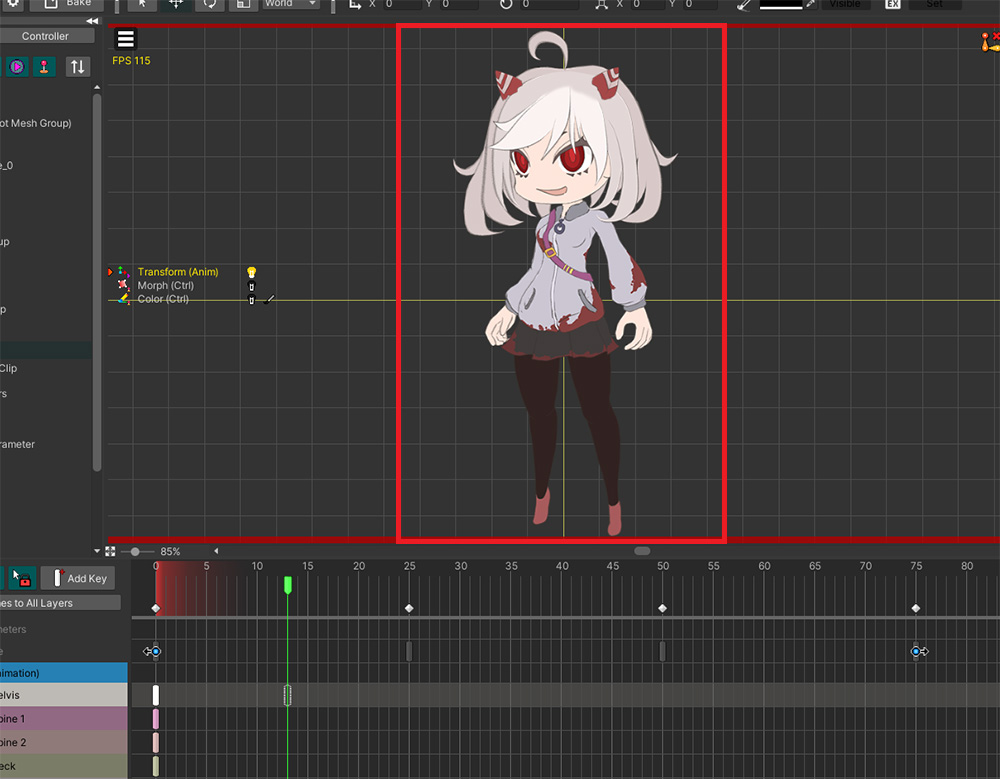 Bake
World
X 0 Y 0
0
X 0 Y 0
Visible
EX
Set
Controller
FPS 115
ot Mesh Group)
e_0
up
p
Clip
rs
rameter
Transform (Anim)
Morph (Ctrl)
Color (Ctrl)
85%
Add Key
nes to All Layers
0 5 10 15 20 25 30 35 40 45 50 55 60 65 70 75 80
meters
e
imation)
elvis
pine 1
pine 2
eck